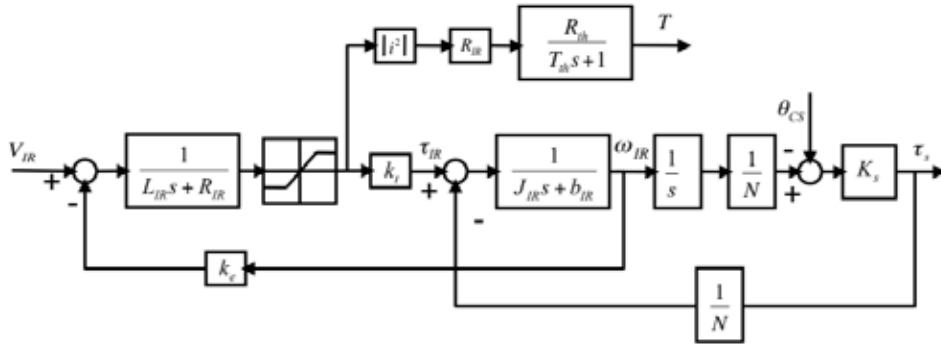 |i²| R_IR R_th / (T_th s + 1) T
θ_CS
V_IR + - 1 / (L_IR s + R_IR) k_t τ_IR + - 1 / (J_IR s + b_IR) ω_IR 1 / s 1 / N - + K_s τ_s
k_e
1 / N